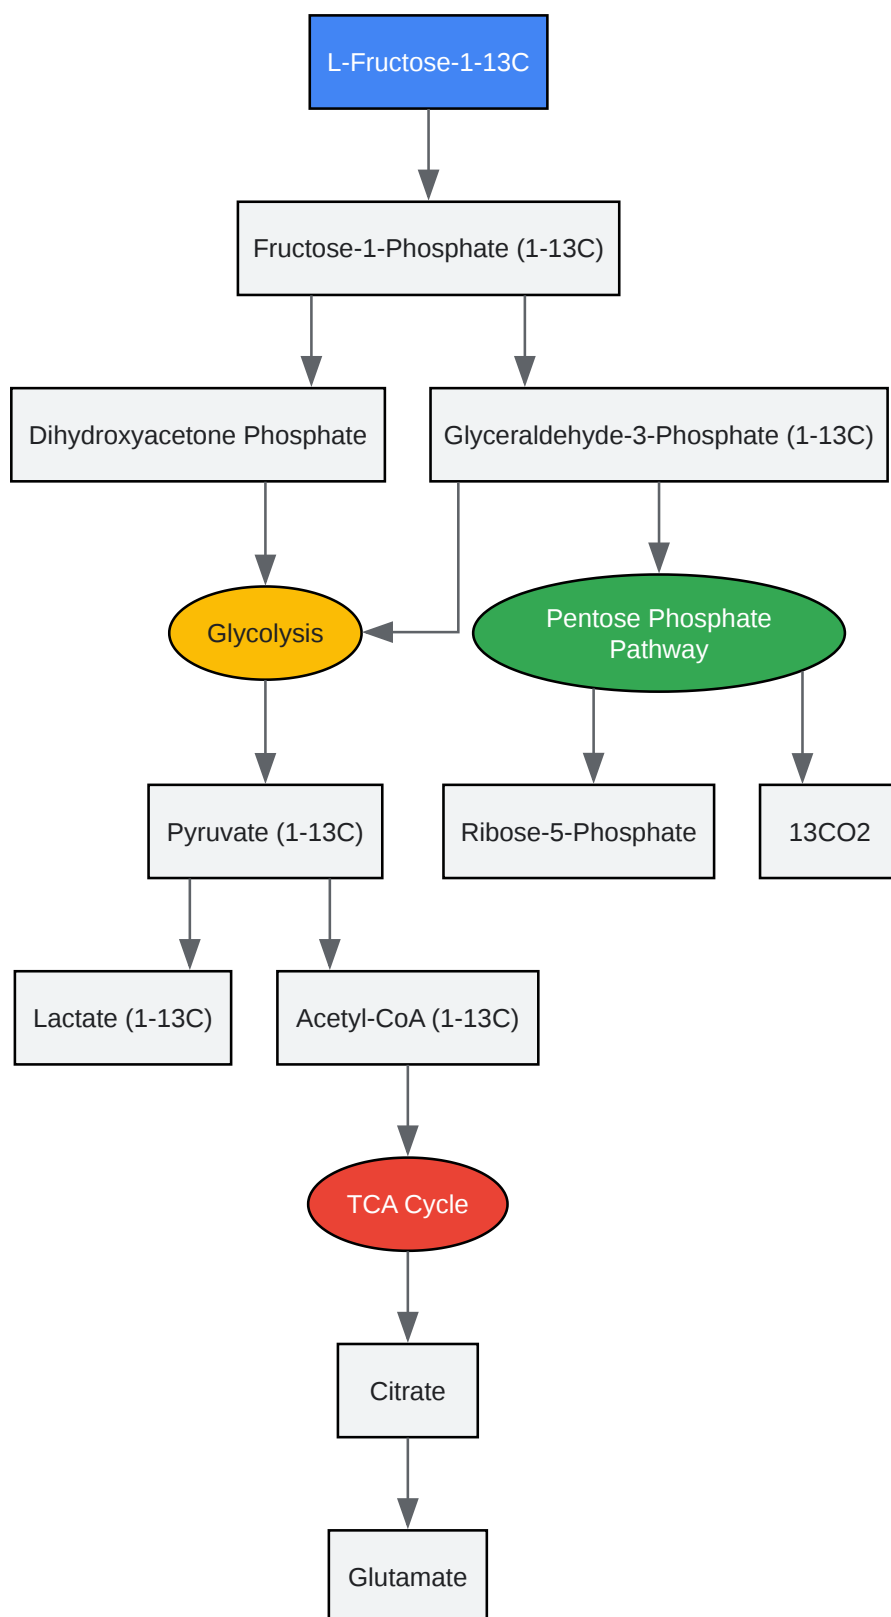 L-Fructose-1-13C
Fructose-1-Phosphate (1-13C)
Dihydroxyacetone Phosphate
Glyceraldehyde-3-Phosphate (1-13C)
Glycolysis
Pentose Phosphate
Pathway
Pyruvate (1-13C)
Ribose-5-Phosphate
13CO2
Lactate (1-13C)
Acetyl-CoA (1-13C)
TCA Cycle
Citrate
Glutamate